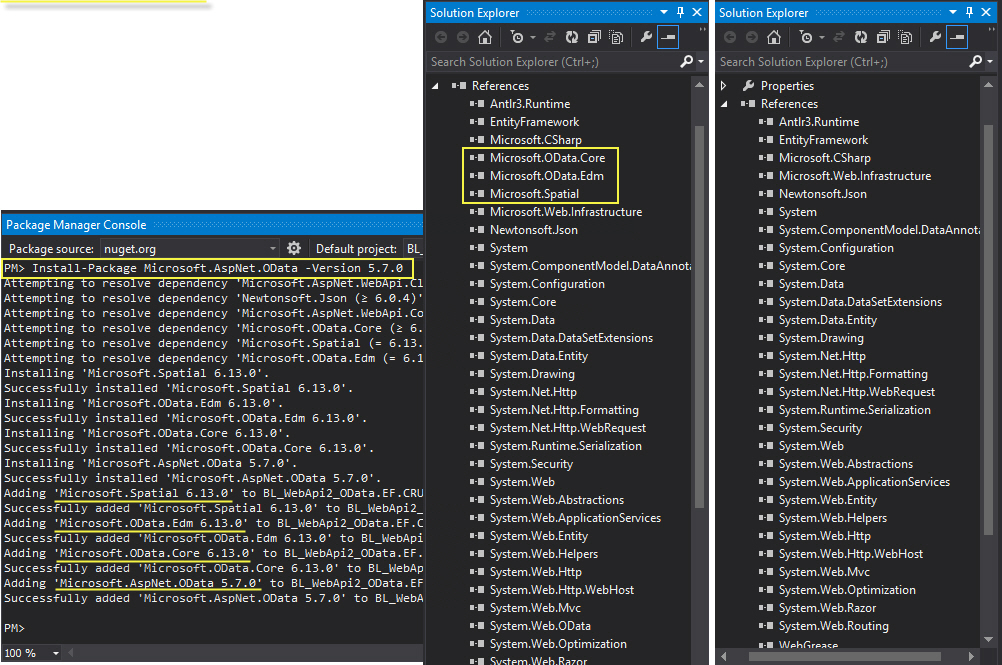 Package Manager Console
Package source: nuget.org Default project: BL_
PM> Install-Package Microsoft.AspNet.OData -Version 5.7.0
Attempting to resolve dependency 'Microsoft.AspNet.WebApi.Cl
Attempting to resolve dependency 'Newtonsoft.Json (≥ 6.0.4)'
Attempting to resolve dependency 'Microsoft.AspNet.WebApi.Co
Attempting to resolve dependency 'Microsoft.OData.Core (≥ 6.
Attempting to resolve dependency 'Microsoft.Spatial (= 6.13.
Attempting to resolve dependency 'Microsoft.OData.Edm (= 6.1
Installing 'Microsoft.Spatial 6.13.0'.
Successfully installed 'Microsoft.Spatial 6.13.0'.
Installing 'Microsoft.OData.Edm 6.13.0'.
Successfully installed 'Microsoft.OData.Edm 6.13.0'.
Installing 'Microsoft.OData.Core 6.13.0'.
Successfully installed 'Microsoft.OData.Core 6.13.0'.
Installing 'Microsoft.AspNet.OData 5.7.0'.
Successfully installed 'Microsoft.AspNet.OData 5.7.0'.
Adding 'Microsoft.Spatial 6.13.0' to BL_WebApi2_OData.EF.CRU
Successfully added 'Microsoft.Spatial 6.13.0' to BL_WebApi2_
Adding 'Microsoft.OData.Edm 6.13.0' to BL_WebApi2_OData.EF.C
Successfully added 'Microsoft.OData.Edm 6.13.0' to BL_WebApi
Adding 'Microsoft.OData.Core 6.13.0' to BL_WebApi2_OData.EF.
Successfully added 'Microsoft.OData.Core 6.13.0' to BL_WebAp
Adding 'Microsoft.AspNet.OData 5.7.0' to BL_WebApi2_OData.EF
Successfully added 'Microsoft.AspNet.OData 5.7.0' to BL_WebA
PM>
100 %
Solution Explorer
Search Solution Explorer (Ctrl+;)
References
Antlr3.Runtime
EntityFramework
Microsoft.CSharp
Microsoft.OData.Core
Microsoft.OData.Edm
Microsoft.Spatial
Microsoft.Web.Infrastructure
Newtonsoft.Json
System
System.ComponentModel.DataAnnota
System.Configuration
System.Core
System.Data
System.Data.DataSetExtensions
System.Data.Entity
System.Drawing
System.Net.Http
System.Net.Http.Formatting
System.Net.Http.WebRequest
System.Runtime.Serialization
System.Security
System.Web
System.Web.Abstractions
System.Web.ApplicationServices
System.Web.Entity
System.Web.Helpers
System.Web.Http
System.Web.Http.WebHost
System.Web.Mvc
System.Web.OData
System.Web.Optimization
System.Web.Razor
Solution Explorer
Search Solution Explorer (Ctrl+;)
Properties
References
Antlr3.Runtime
EntityFramework
Microsoft.CSharp
Microsoft.Web.Infrastructure
Newtonsoft.Json
System
System.ComponentModel.DataAnnota
System.Configuration
System.Core
System.Data
System.Data.DataSetExtensions
System.Data.Entity
System.Drawing
System.Net.Http
System.Net.Http.Formatting
System.Net.Http.WebRequest
System.Runtime.Serialization
System.Security
System.Web
System.Web.Abstractions
System.Web.ApplicationServices
System.Web.Entity
System.Web.Helpers
System.Web.Http
System.Web.Http.WebHost
System.Web.Mvc
System.Web.Optimization
System.Web.Razor
System.Web.Routing
WebGrease